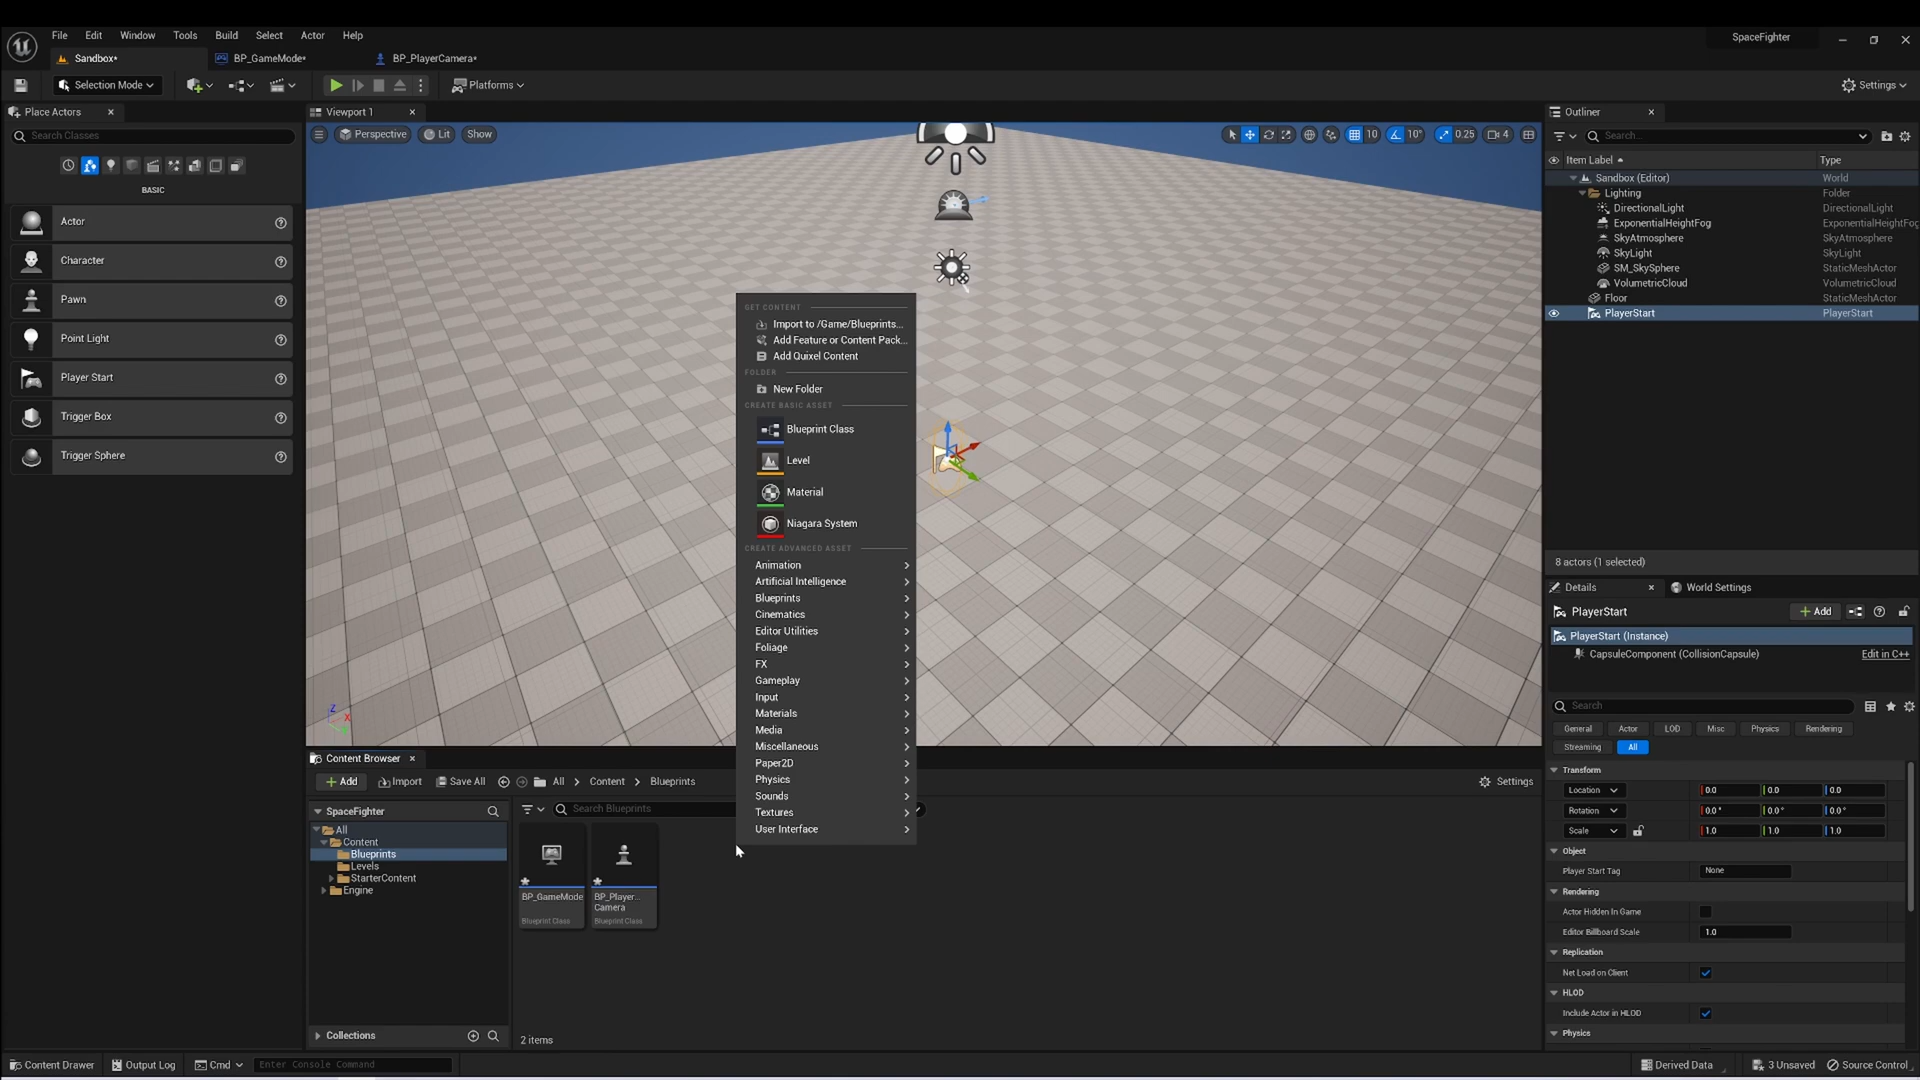 File Edit Window Tools Build Select Actor Help
SpaceFighter
Sandbox*
BP_GameMode*
BP_PlayerCamera*
Selection Mode
Platforms
Settings
Place Actors
Search Classes
BASIC
Actor
Character
Pawn
Point Light
Player Start
Trigger Box
Trigger Sphere
Viewport 1
Perspective
Lit
Show
10
10°
0.25
4
GET CONTENT
Import to /Game/Blueprints...
Add Feature or Content Pack...
Add Quixel Content
FOLDER
New Folder
CREATE BASIC ASSET
Blueprint Class
Level
Material
Niagara System
CREATE ADVANCED ASSET
Animation
Artificial Intelligence
Blueprints
Cinematics
Editor Utilities
Foliage
FX
Gameplay
Input
Materials
Media
Miscellaneous
Paper2D
Physics
Sounds
Textures
User Interface
Z
X
Content Browser
Add
Import
Save All
All
Content
Blueprints
Settings
SpaceFighter
Search Blueprints
All
Content
Blueprints
Levels
StarterContent
Engine
BP_GameMode
Blueprint Class
BP_Player...
Camera
Blueprint Class
Collections
2 items
Outliner
Search...
Item Label
Type
Sandbox (Editor) World
Lighting Folder
DirectionalLight DirectionalLight
ExponentialHeightFog ExponentialHeightFog
SkyAtmosphere SkyAtmosphere
SkyLight SkyLight
SM_SkySphere StaticMeshActor
VolumetricCloud VolumetricCloud
Floor StaticMeshActor
PlayerStart PlayerStart
8 actors (1 selected)
Details
World Settings
PlayerStart
Add
PlayerStart (Instance)
CapsuleComponent (CollisionCapsule)
Edit in C++
Search
General Actor LOD Misc Physics Rendering
Streaming All
Transform
Location 0.0 0.0 0.0
Rotation 0.0° 0.0° 0.0°
Scale 1.0 1.0 1.0
Object
Player Start Tag None
Rendering
Actor Hidden In Game
Editor Billboard Scale 1.0
Replication
Net Load on Client
HLOD
Include Actor in HLOD
Physics
Content Drawer
Output Log
Cmd
Enter Console Command
Derived Data
3 Unsaved
Source Control